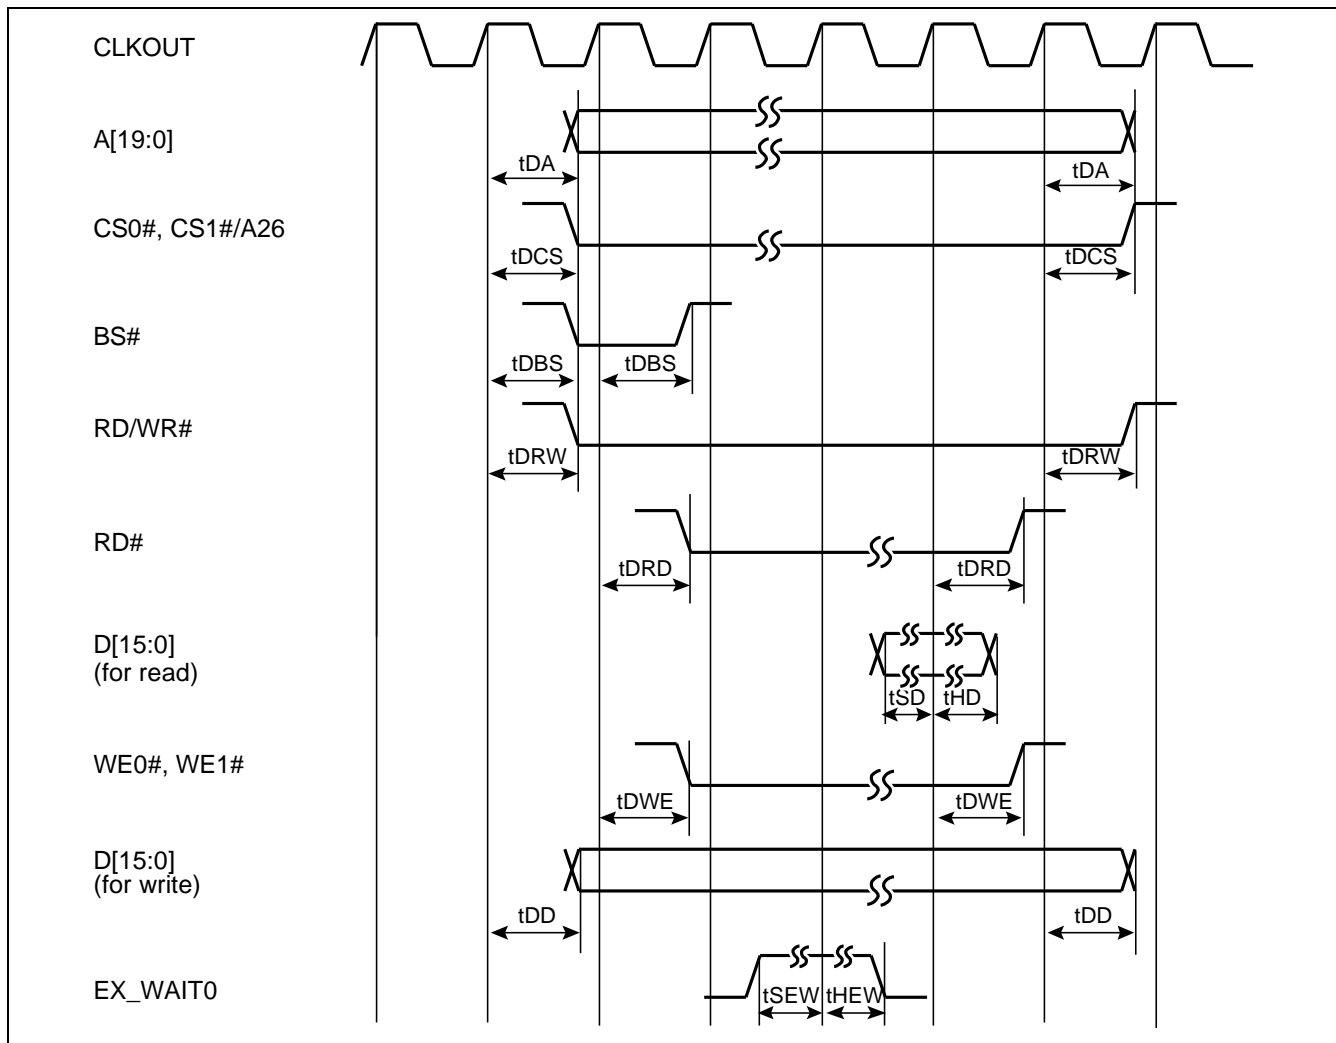 CLKOUT
A[19:0]
tDA tDA
CS0#, CS1#/A26
tDCS tDCS
BS#
tDBS tDBS
RD/WR#
tDRW tDRW
RD#
tDRD tDRD
D[15:0]
(for read)
tSD tHD
WE0#, WE1#
tDWE tDWE
D[15:0]
(for write)
tDD tDD
EX_WAIT0
tSEW tHEW